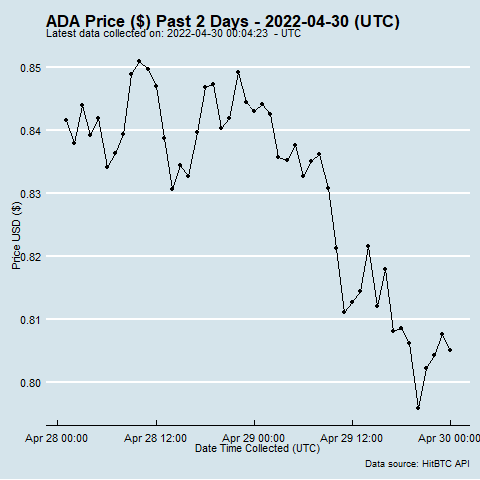 ADA Price ($) Past 2 Days - 2022-04-30 (UTC)
Latest data collected on: 2022-04-30 00:04:23  - UTC
0.85
0.84
0.83
0.82
0.81
0.80
Price USD ($)
Apr 28 00:00
Apr 28 12:00
Apr 29 00:00
Apr 29 12:00
Apr 30 00:00
Date Time Collected (UTC)
Data source: HitBTC API